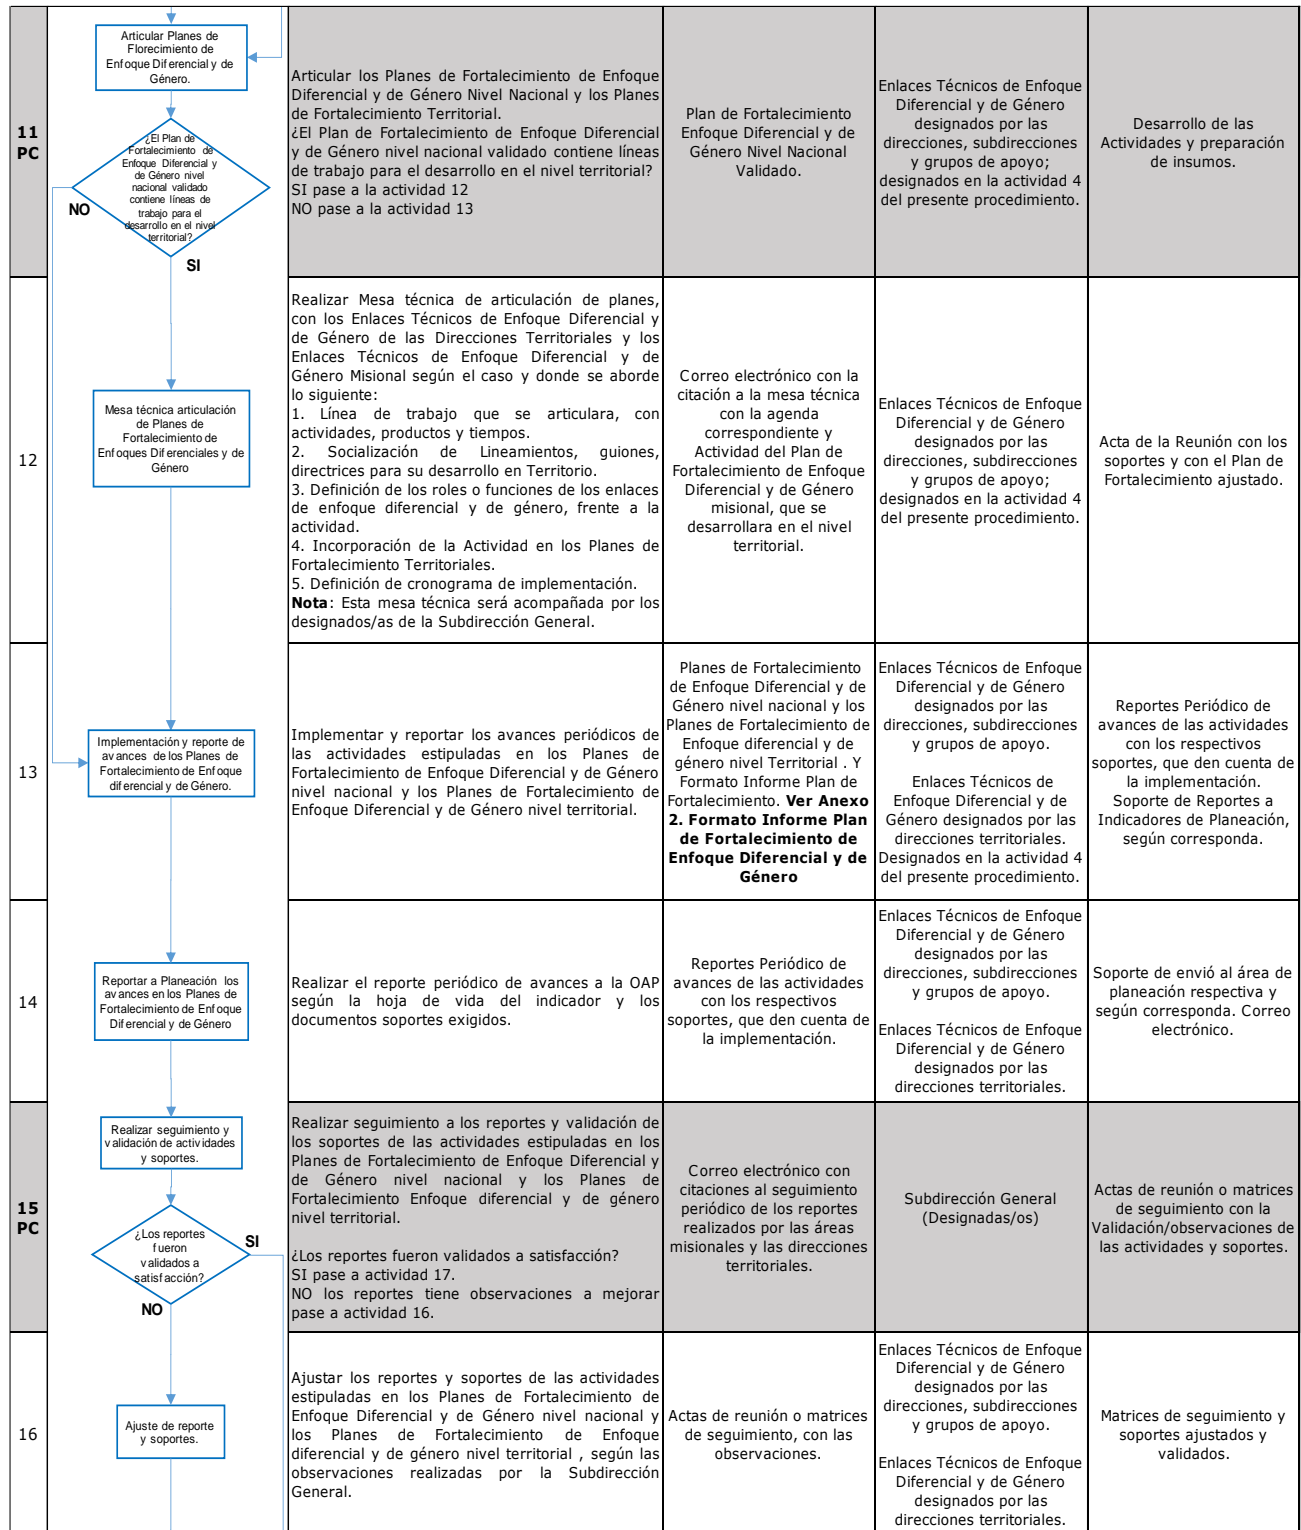 11
PC
Articular Planes de
Florecimiento de
Enfoque Diferencial y de
Género.
¿El Plan de
Fortalecimiento de
Enfoque Diferencial y
de Género nivel
nacional validado
contiene líneas de
trabajo para el
desarrollo en el nivel
territorial?
NO
SI
Articular los Planes de Fortalecimiento de Enfoque
Diferencial y de Género Nivel Nacional y los Planes
de Fortalecimiento Territorial.
¿El Plan de Fortalecimiento de Enfoque Diferencial
y de Género nivel nacional validado contiene líneas
de trabajo para el desarrollo en el nivel territorial?
SI pase a la actividad 12
NO pase a la actividad 13
Plan de Fortalecimiento
Enfoque Diferencial y de
Género Nivel Nacional
Validado.
Enlaces Técnicos de Enfoque
Diferencial y de Género
designados por las
direcciones, subdirecciones
y grupos de apoyo;
designados en la actividad 4
del presente procedimiento.
Desarrollo de las
Actividades y preparación
de insumos.
12
Mesa técnica articulación
de Planes de
Fortalecimiento de
Enfoques Diferenciales y de
Género
Realizar Mesa técnica de articulación de planes,
con los Enlaces Técnicos de Enfoque Diferencial y
de Género de las Direcciones Territoriales y los
Enlaces Técnicos de Enfoque Diferencial y de
Género Misional según el caso y donde se aborde
lo siguiente:
1. Línea de trabajo que se articulara, con
actividades, productos y tiempos.
2. Socialización de Lineamientos, guiones,
directrices para su desarrollo en Territorio.
3. Definición de los roles o funciones de los enlaces
de enfoque diferencial y de género, frente a la
actividad.
4. Incorporación de la Actividad en los Planes de
Fortalecimiento Territoriales.
5. Definición de cronograma de implementación.
Nota: Esta mesa técnica será acompañada por los
designados/as de la Subdirección General.
Correo electrónico con la
citación a la mesa técnica
con la agenda
correspondiente y
Actividad del Plan de
Fortalecimiento de Enfoque
Diferencial y de Género
misional, que se
desarrollara en el nivel
territorial.
Enlaces Técnicos de Enfoque
Diferencial y de Género
designados por las
direcciones, subdirecciones
y grupos de apoyo;
designados en la actividad 4
del presente procedimiento.
Acta de la Reunión con los
soportes y con el Plan de
Fortalecimiento ajustado.
13
Implementación y reporte de
avances de los Planes de
Fortalecimiento de Enfoque
diferencial y de Género.
Implementar y reportar los avances periódicos de
las actividades estipuladas en los Planes de
Fortalecimiento de Enfoque Diferencial y de Género
nivel nacional y los Planes de Fortalecimiento de
Enfoque Diferencial y de Género nivel territorial.
Planes de Fortalecimiento
de Enfoque Diferencial y de
Género nivel nacional y los
Planes de Fortalecimiento de
Enfoque diferencial y de
género nivel Territorial . Y
Formato Informe Plan de
Fortalecimiento. Ver Anexo
2. Formato Informe Plan
de Fortalecimiento de
Enfoque Diferencial y de
Género
Enlaces Técnicos de Enfoque
Diferencial y de Género
designados por las
direcciones, subdirecciones
y grupos de apoyo.
Enlaces Técnicos de
Enfoque Diferencial y de
Género designados por las
direcciones territoriales.
Designados en la actividad 4
del presente procedimiento.
Reportes Periódico de
avances de las actividades
con los respectivos
soportes, que den cuenta de
la implementación.
Soporte de Reportes a
Indicadores de Planeación,
según corresponda.
14
Reportar a Planeación los
avances en los Planes de
Fortalecimiento de Enfoque
Diferencial y de Género
Realizar el reporte periódico de avances a la OAP
según la hoja de vida del indicador y los
documentos soportes exigidos.
Reportes Periódico de
avances de las actividades
con los respectivos
soportes, que den cuenta de
la implementación.
Enlaces Técnicos de Enfoque
Diferencial y de Género
designados por las
direcciones, subdirecciones
y grupos de apoyo.
Enlaces Técnicos de Enfoque
Diferencial y de Género
designados por las
direcciones territoriales.
Soporte de envió al área de
planeación respectiva y
según corresponda. Correo
electrónico.
15
PC
Realizar seguimiento y
validación de actividades
y soportes.
¿Los reportes
fueron
validados a
satisfacción?
SI
NO
Realizar seguimiento a los reportes y validación de
los soportes de las actividades estipuladas en los
Planes de Fortalecimiento de Enfoque Diferencial y
de Género nivel nacional y los Planes de
Fortalecimiento Enfoque diferencial y de género
nivel territorial.
¿Los reportes fueron validados a satisfacción?
SI pase a actividad 17.
NO los reportes tiene observaciones a mejorar
pase a actividad 16.
Correo electrónico con
citaciones al seguimiento
periódico de los reportes
realizados por las áreas
misionales y las direcciones
territoriales.
Subdirección General
(Designadas/os)
Actas de reunión o matrices
de seguimiento con la
Validación/observaciones de
las actividades y soportes.
16
Ajuste de reporte
y soportes.
Ajustar los reportes y soportes de las actividades
estipuladas en los Planes de Fortalecimiento de
Enfoque Diferencial y de Género nivel nacional y
los Planes de Fortalecimiento de Enfoque
diferencial y de género nivel territorial , según las
observaciones realizadas por la Subdirección
General.
Actas de reunión o matrices
de seguimiento, con las
observaciones.
Enlaces Técnicos de Enfoque
Diferencial y de Género
designados por las
direcciones, subdirecciones
y grupos de apoyo.
Enlaces Técnicos de Enfoque
Diferencial y de Género
designados por las
direcciones territoriales.
Matrices de seguimiento y
soportes ajustados y
validados.